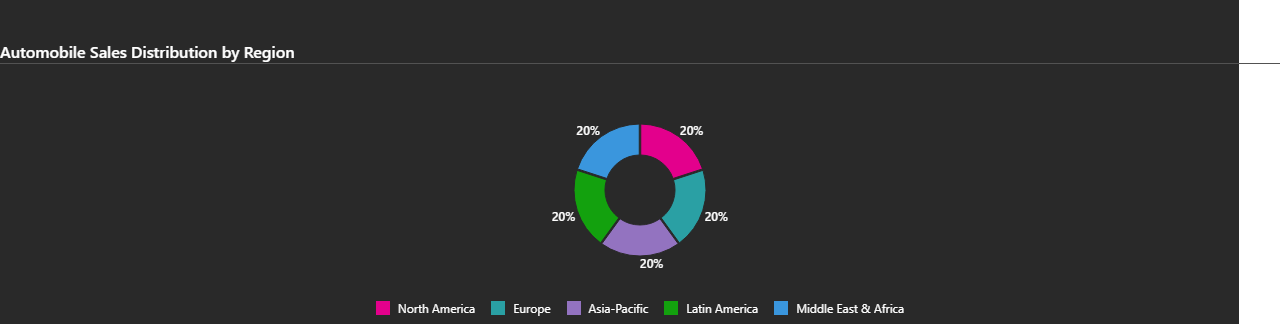 Automobile Sales Distribution by Region
20% 20%
20% 20%
20%
North America Europe Asia-Pacific Latin America Middle East & Africa